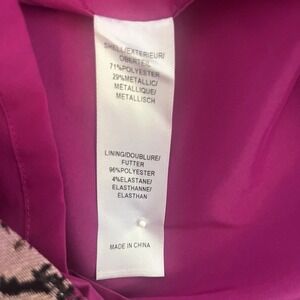 SHELL/EXTERIEUR/
OBERTEIL
71%POLYESTER
29%METALLIC/
METALLIQUE/
METALLISCH
LINING/DOUBLURE/
FUTTER
96%POLYESTER
4%ELASTANE/
ELASTHANNE/
ELASTHAN
MADE IN CHINA